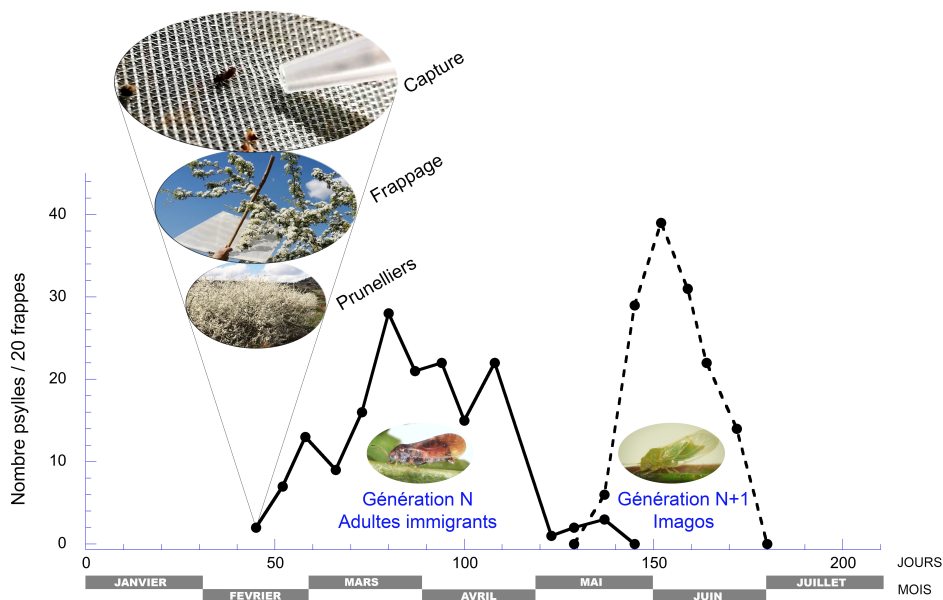 Capture
Frappage
Prunelliers
Nombre psylles / 20 frappes
40
30
20
10
0
Génération N
Adultes immigrants
Génération N+1
Imagos
0 50 100 150 200 JOURS
JANVIER MARS MAI JUILLET MOIS
FEVRIER AVRIL JUIN